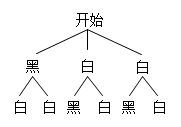 开始
黑 白 白
白 白 黑 白 黑 白